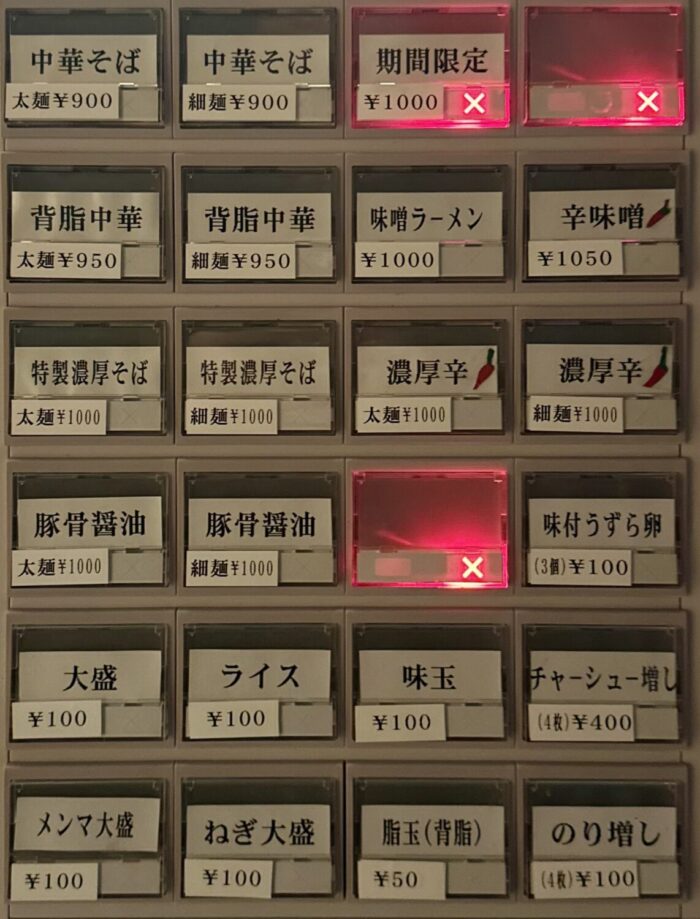 中華そば
太麺¥900
中華そば
細麺¥900
期間限定
¥1000
×
×
背脂中華
太麺¥950
背脂中華
細麺¥950
味噌ラーメン
¥1000
辛味噌
¥1050
特製濃厚そば
太麺¥1000
特製濃厚そば
細麺¥1000
濃厚辛
太麺¥1000
濃厚辛
細麺¥1000
豚骨醤油
太麺¥1000
豚骨醤油
細麺¥1000
×
味付うずら卵
(3個)¥100
大盛
¥100
ライス
¥100
味玉
¥100
チャーシュー増し
(4枚)¥400
メンマ大盛
¥100
ねぎ大盛
¥100
脂玉(背脂)
¥50
のり増し
(4枚)¥100